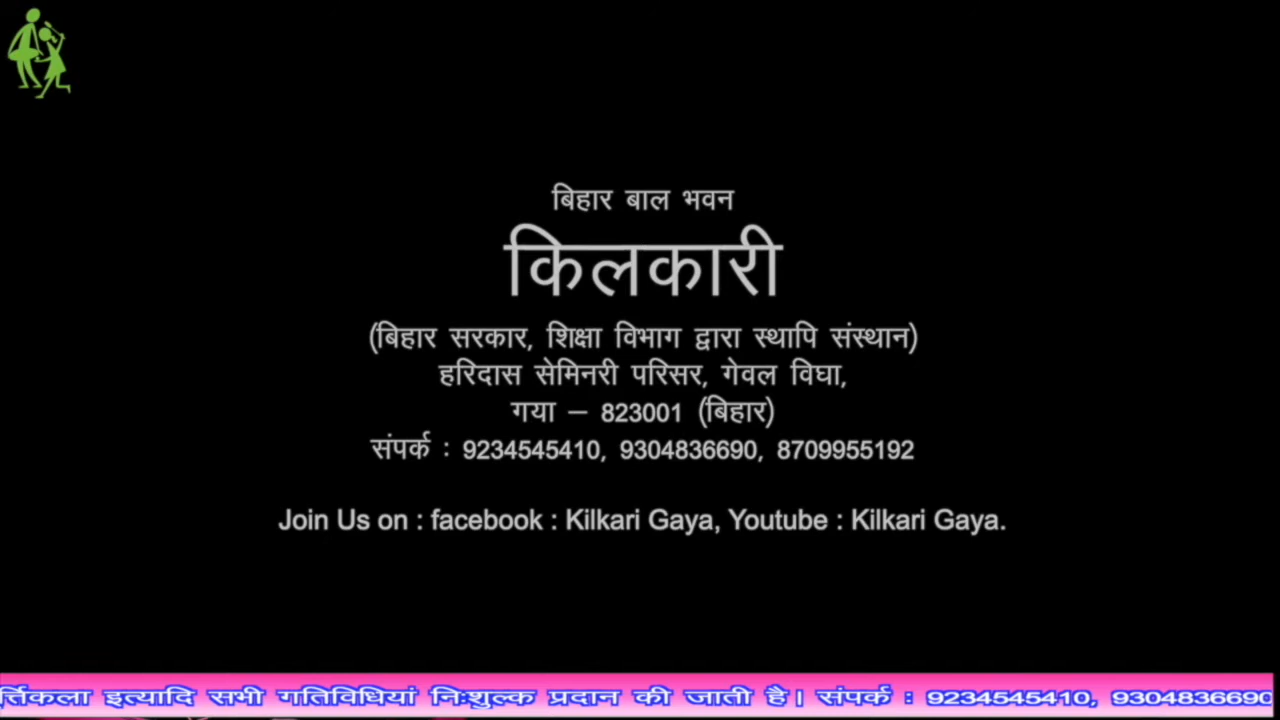 बिहार बाल भवन
किलकारी
(बिहार सरकार, शिक्षा विभाग द्वारा स्थापि संस्थान)
हरिदास सेमिनरी परिसर, गेवल विघा,
गया – 823001 (बिहार)
संपर्क : 9234545410, 9304836690, 8709955192
Join Us on : facebook : Kilkari Gaya, Youtube : Kilkari Gaya.
इत्यादि सभी गतिविधियां निःशुल्क प्रदान की जाती है। संपर्क : 9234545410, 9304836690